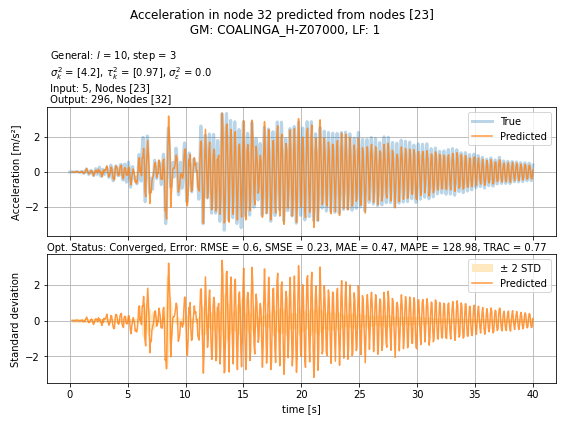 Acceleration in node 32 predicted from nodes [23]
GM: COALINGA_H-Z07000, LF: 1
General: l = 10, step = 3
σ²ₖ = [4.2], τ²ₖ = [0.97], σ²ε = 0.0
Input: 5, Nodes [23]
Output: 296, Nodes [32]
Acceleration [m/s²]
2
0
−2
True
Predicted
Opt. Status: Converged, Error: RMSE = 0.6, SMSE = 0.23, MAE = 0.47, MAPE = 128.98, TRAC = 0.77
Standard deviation
2
0
−2
± 2 STD
Predicted
0 5 10 15 20 25 30 35 40
time [s]